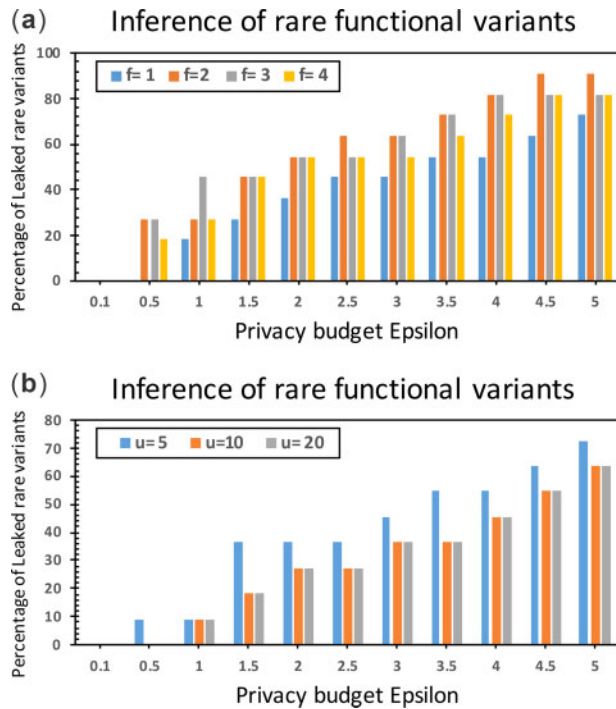 (a) Inference of rare functional variants
Percentage of Leaked rare variants
100
80
60
40
20
0
f= 1 f=2 f= 3 f= 4
0.1 0.5 1 1.5 2 2.5 3 3.5 4 4.5 5
Privacy budget Epsilon
(b) Inference of rare functional variants
Percentage of Leaked rare variants
80
70
60
50
40
30
20
10
0
u= 5 u=10 u= 20
0.1 0.5 1 1.5 2 2.5 3 3.5 4 4.5 5
Privacy budget Epsilon